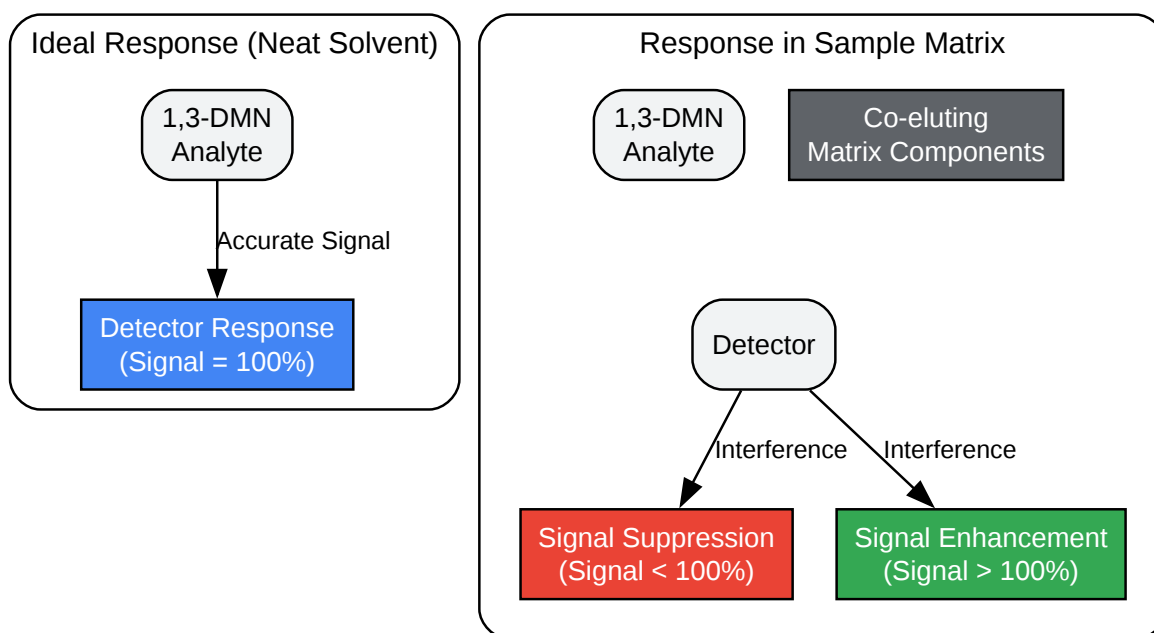 Ideal Response (Neat Solvent)
1,3-DMN
Analyte
Accurate Signal
Detector Response
(Signal = 100%)
Response in Sample Matrix
1,3-DMN
Analyte
Co-eluting
Matrix Components
Detector
Interference
Interference
Signal Suppression
(Signal < 100%)
Signal Enhancement
(Signal > 100%)